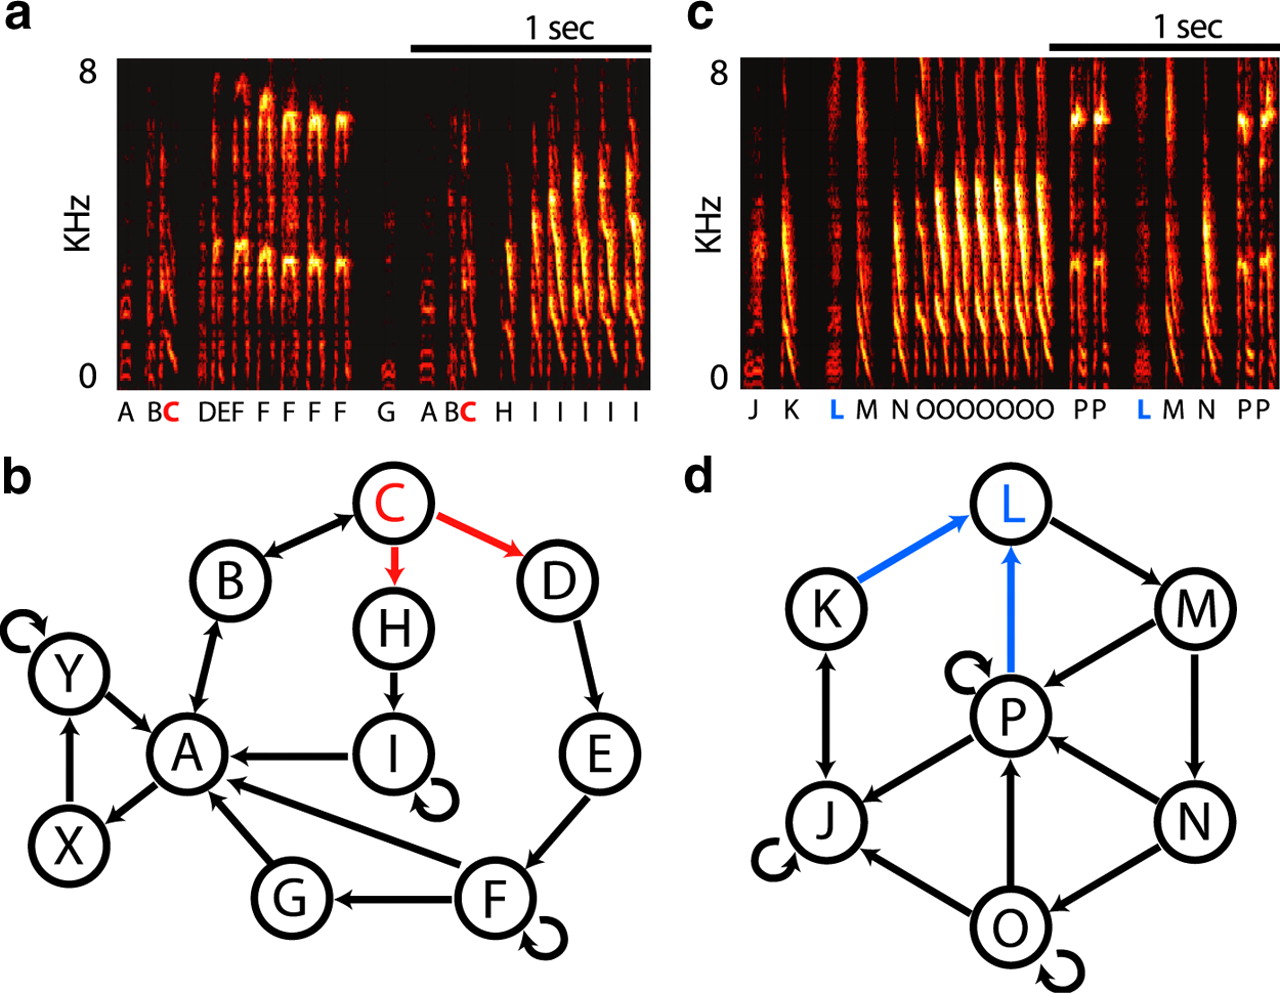 a
1 sec
8
KHz
0
A BC DEF F F F F G A BC H I I I I I
c
1 sec
8
KHz
0
J K L M N OOOOOOO PP L M N PP
b
C
B
D
H
Y
A
I
E
X
G
F
d
L
K
M
P
J
N
O